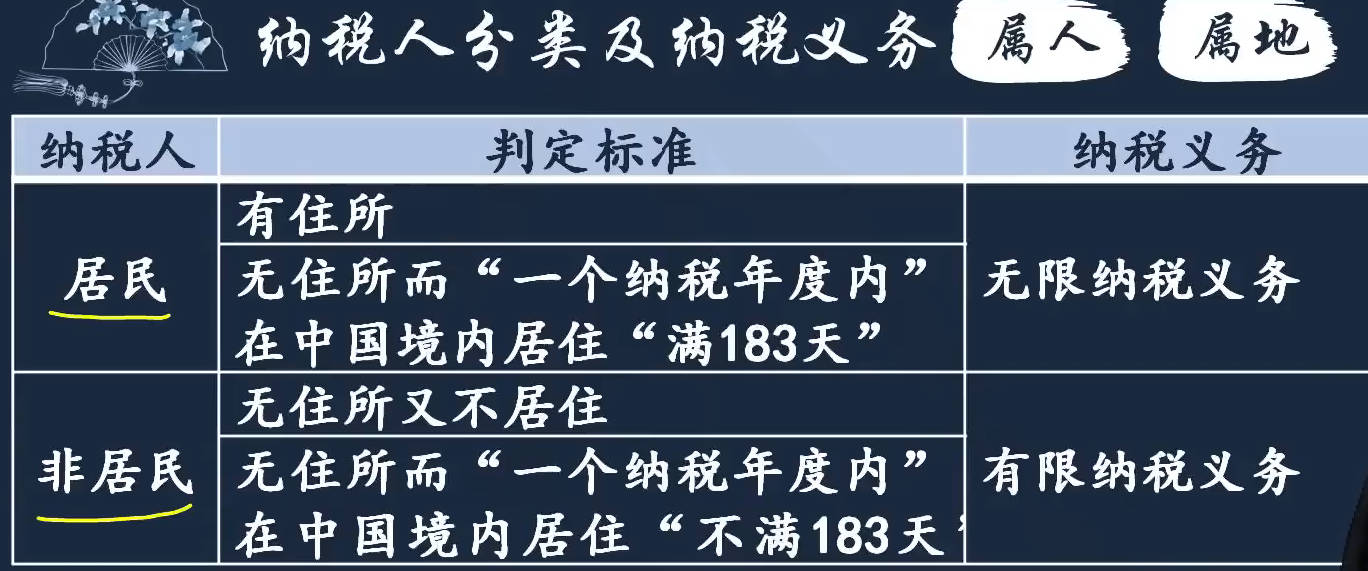 纳税人分类及纳税义务 属人 属地
纳税人 判定标准 纳税义务
居民
有住所
无住所而“一个纳税年度内”
在中国境内居住“满183天”
无限纳税义务
非居民
无住所又不居住
无住所而“一个纳税年度内”
在中国境内居住“不满183天”
有限纳税义务